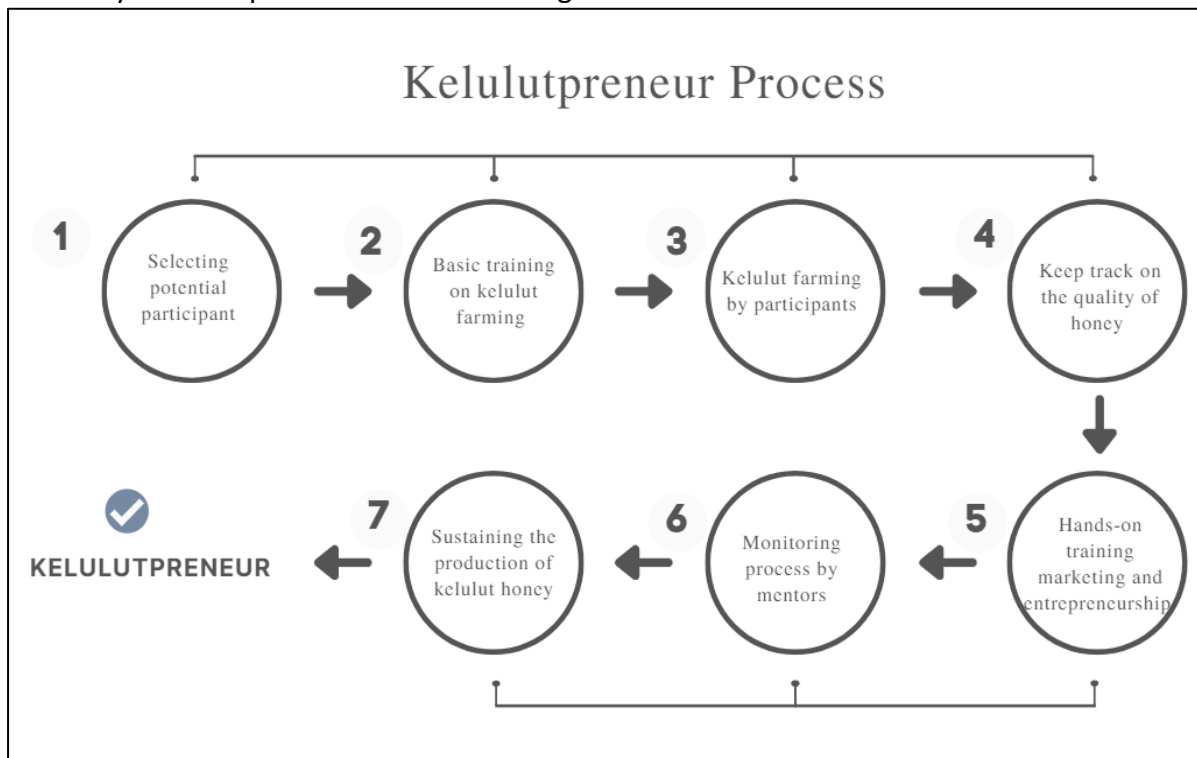 Kelulutpreneur Process
1
Selecting
potential
participant
2
Basic training
on kelulut
farming
3
Kelulut farming
by participants
4
Keep track on
the quality of
honey
5
Hands-on
training
marketing and
entrepreneurship
6
Monitoring
process by
mentors
7
Sustaining the
production of
kelulut honey
KELULUTPRENEUR